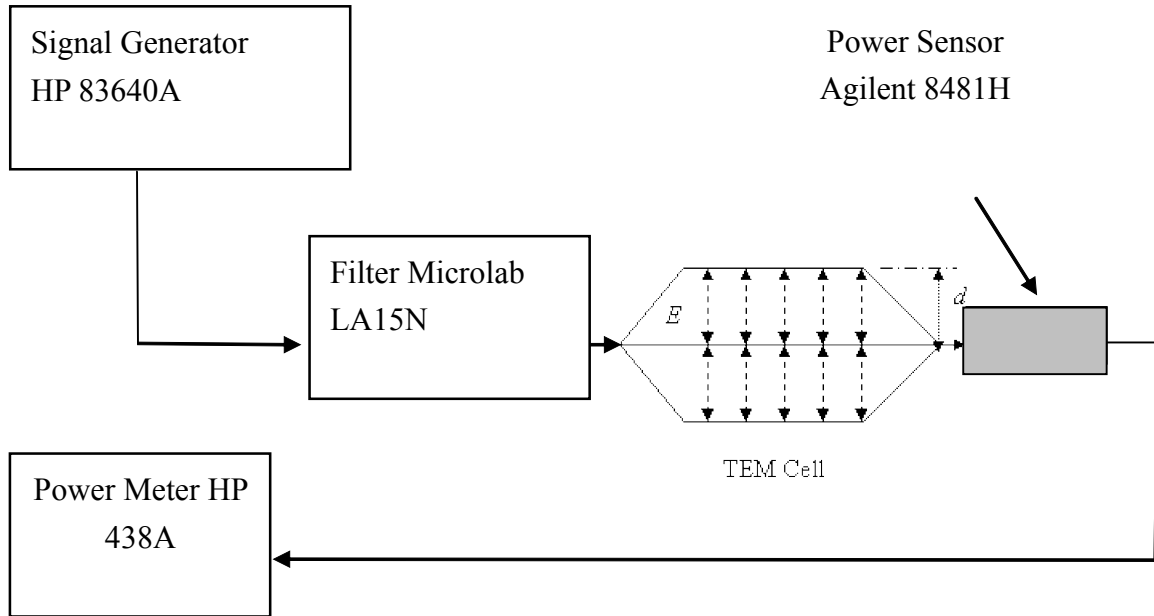 Signal Generator
HP 83640A
Power Sensor
Agilent 8481H
Filter Microlab
LA15N
E
d
TEM Cell
Power Meter HP
438A